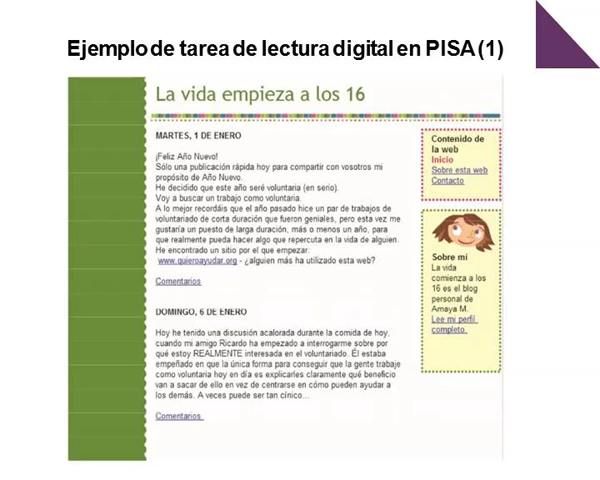 Ejemplo de tarea de lectura digital en PISA (1)
La vida empieza a los 16
MARTES, 1 DE ENERO
¡Feliz Año Nuevo!
Sólo una publicación rápida hoy para compartir con vosotros mi
propósito de Año Nuevo.
He decidido que este año seré voluntaria (en serio).
Voy a buscar un trabajo como voluntaria.
A lo mejor recordáis que el año pasado hice un par de trabajos de
voluntariado de corta duración que fueron geniales, pero esta vez me
gustaría un puesto de larga duración, más o menos un año, para
que realmente pueda hacer algo que repercuta en la vida de alguien.
He encontrado un sitio por el que empezar:
www.quieroayudar.org - ¿alguien más ha utilizado esta web?
Comentarios
DOMINGO, 6 DE ENERO
Hoy he tenido una discusión acalorada durante la comida de hoy,
cuando mi amigo Ricardo ha empezado a interrogarme sobre por
qué estoy REALMENTE interesada en el voluntariado. Él estaba
empeñado en que la única forma para conseguir que la gente trabaje
como voluntaria hoy en día es explicarles claramente qué beneficio
van a sacar de ello en vez de centrarse en cómo pueden ayudar a
los demás. A veces puede ser tan cínico...
Comentarios
Contenido de
la web
Inicio
Sobre esta web
Contacto
Sobre mí
La vida
comienza a los
16 es el blog
personal de
Amaya M.
Lee mi perfil
completo.